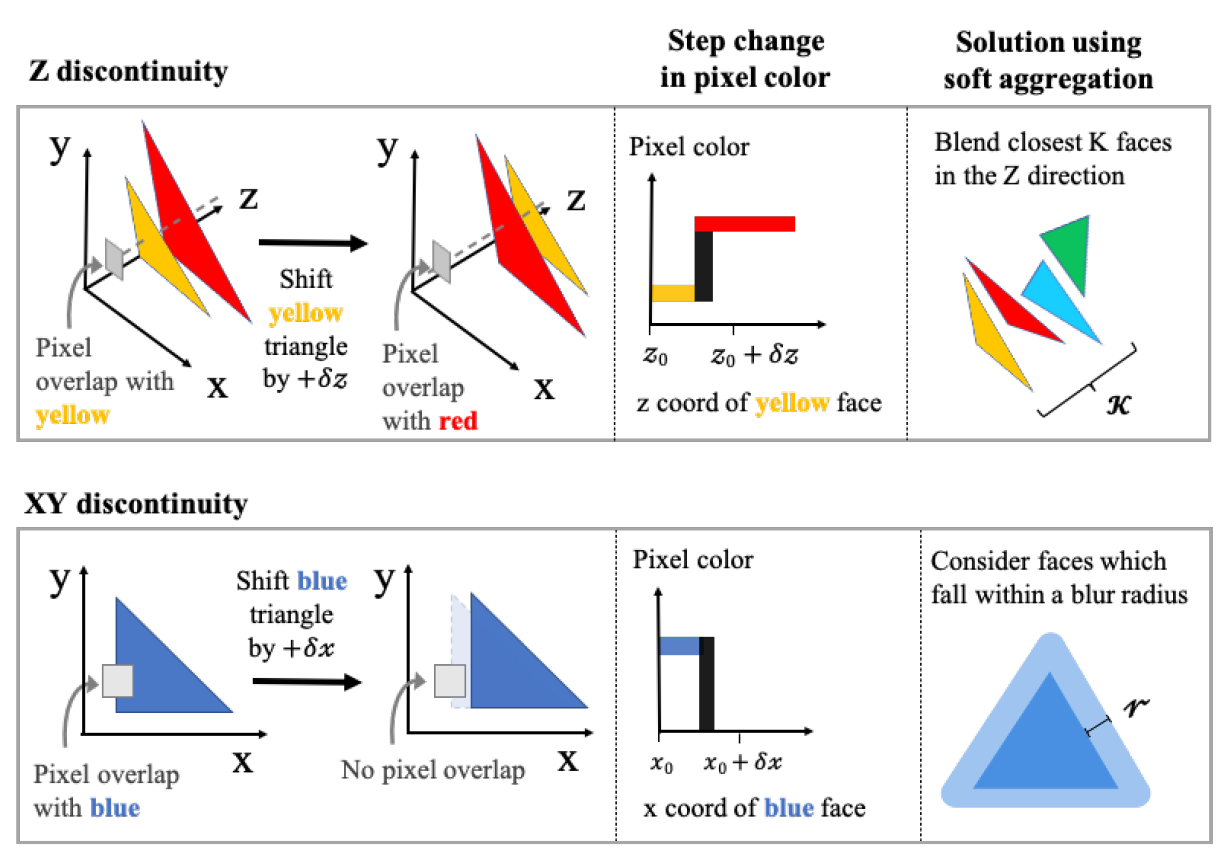 Step change
in pixel color
Solution using
soft aggregation
Z discontinuity
y
z
x
Pixel
overlap with
yellow
Shift
yellow
triangle
by +δz
y
z
x
Pixel
overlap
with red
Pixel color
z₀
z₀ + δz
z coord of yellow face
Blend closest K faces
in the Z direction
K
XY discontinuity
y
x
Pixel overlap
with blue
Shift blue
triangle
by +δx
y
x
No pixel overlap
Pixel color
x₀
x₀ + δx
x coord of blue face
Consider faces which
fall within a blur radius
r